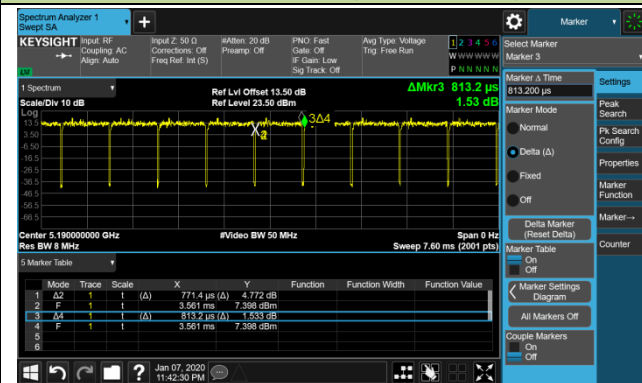 Spectrum Analyzer 1
Swept SA
+
Marker
KEYSIGHT
Input: RF
Coupling: AC
Align: Auto
Input Z: 50 Ω
Corrections: Off
Freq Ref: Int (S)
#Atten: 20 dB
Preamp: Off
PNO: Fast
Gate: Off
IF Gain: Low
Sig Track: Off
Avg Type: Voltage
Trig: Free Run
1 2 3 4 5 6
W W W W W W
P N N N N N
Select Marker
Marker 3
1 Spectrum
Scale/Div 10 dB
Ref Lvl Offset 13.50 dB
Ref Level 23.50 dBm
ΔMkr3 813.2 µs
1.53 dB
Log
13.5
3.50
-6.50
-16.5
-26.5
-36.5
-46.5
-56.5
-66.5
3Δ4
Center 5.190000000 GHz
Res BW 8 MHz
#Video BW 50 MHz
Span 0 Hz
Sweep 7.60 ms (2001 pts)
5 Marker Table
Mode Trace Scale X Y Function Function Width Function Value
1 Δ2 1 t (Δ) 771.4 µs (Δ) 4.772 dB
2 F 1 t 3.561 ms 7.398 dBm
3 Δ4 1 t (Δ) 813.2 µs (Δ) 1.533 dB
4 F 1 t 3.561 ms 7.398 dBm
5
6
Marker Δ Time
813.200 µs
Marker Mode
Normal
Delta (Δ)
Fixed
Off
Delta Marker
(Reset Delta)
Marker Table
On
Off
Marker Settings
Diagram
All Markers Off
Couple Markers
On
Off
Settings
Peak
Search
Pk Search
Config
Properties
Marker
Function
Marker→
Counter
?
Jan 07, 2020
11:42:30 PM